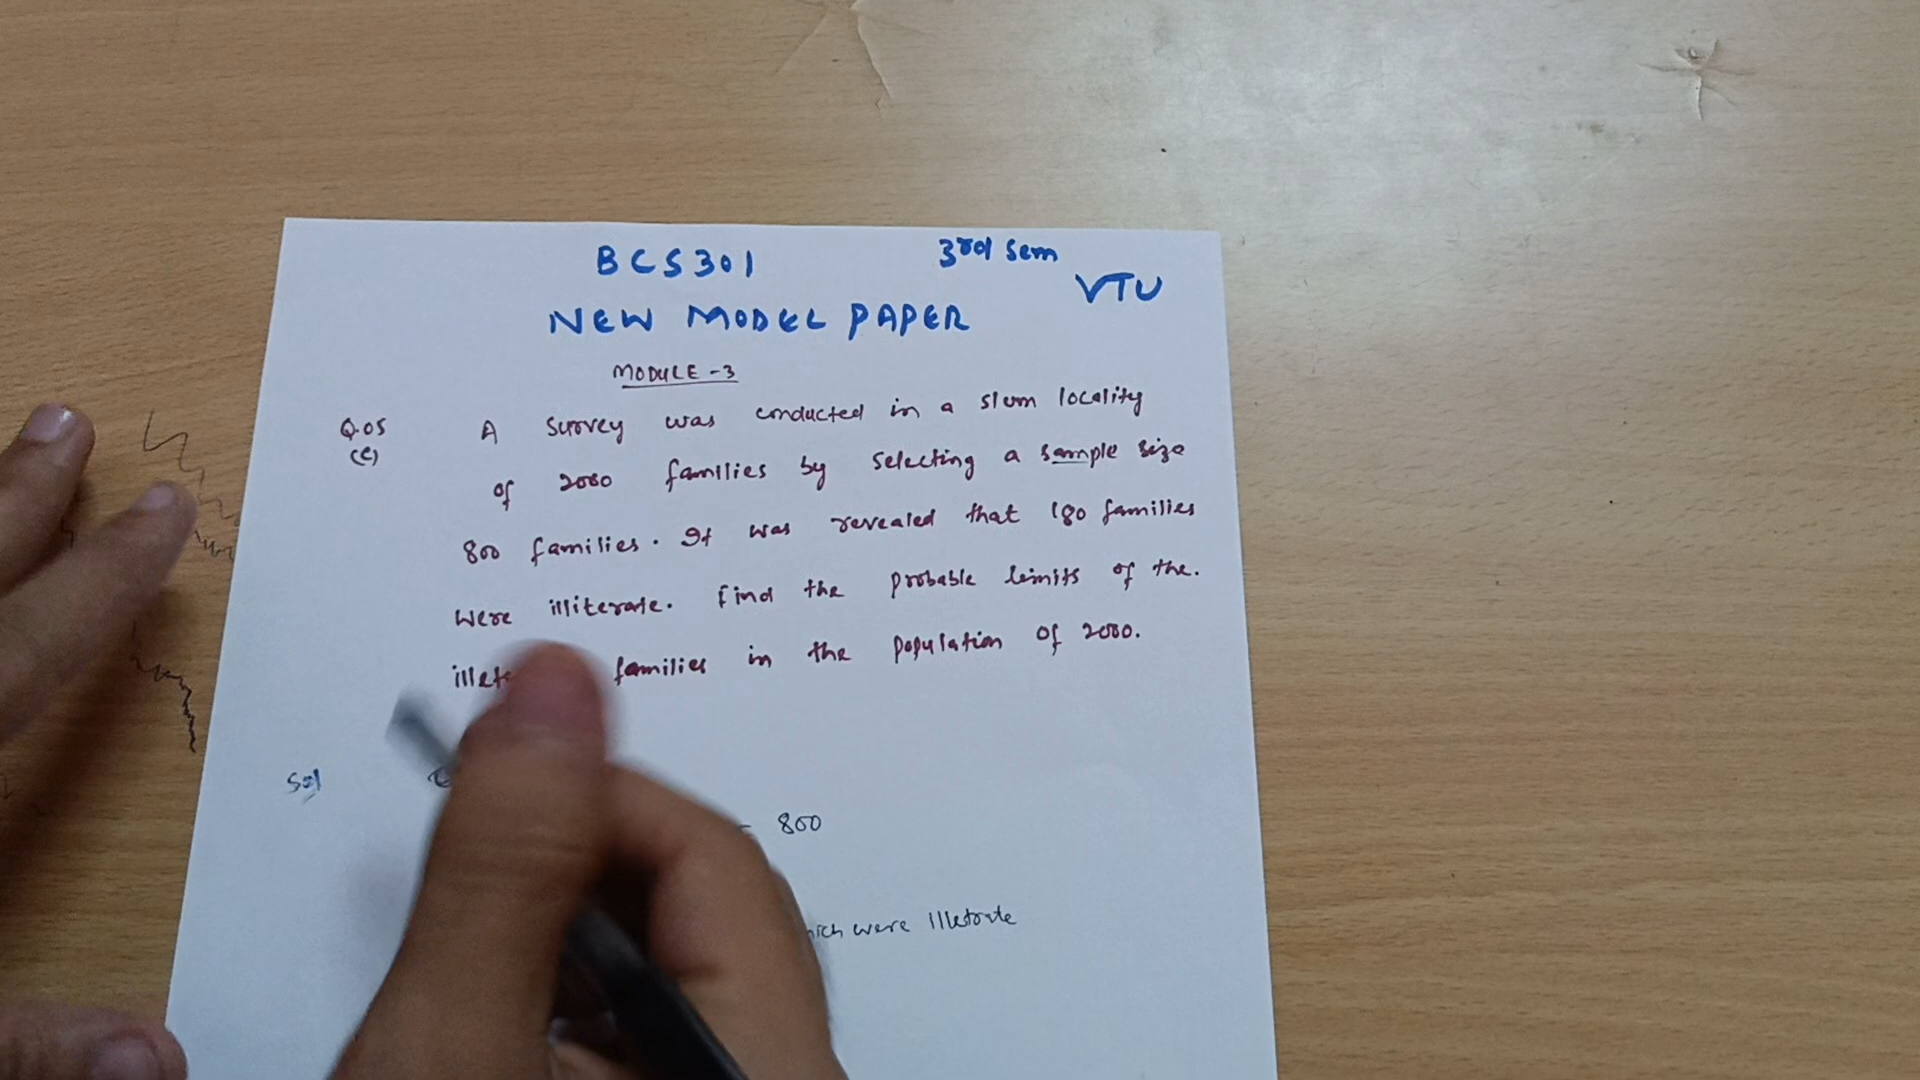 BCS301
3rd sem
VTU
NEW MODEL PAPER
MODULE -3
Q.05
(c)
A survey was conducted in a slum locality
of 2000 families by selecting a sample size
800 families. It was revealed that 180 families
were illiterate. Find the probable limits of the.
families in the population of 2000.
Sol
= 800
were illetrate